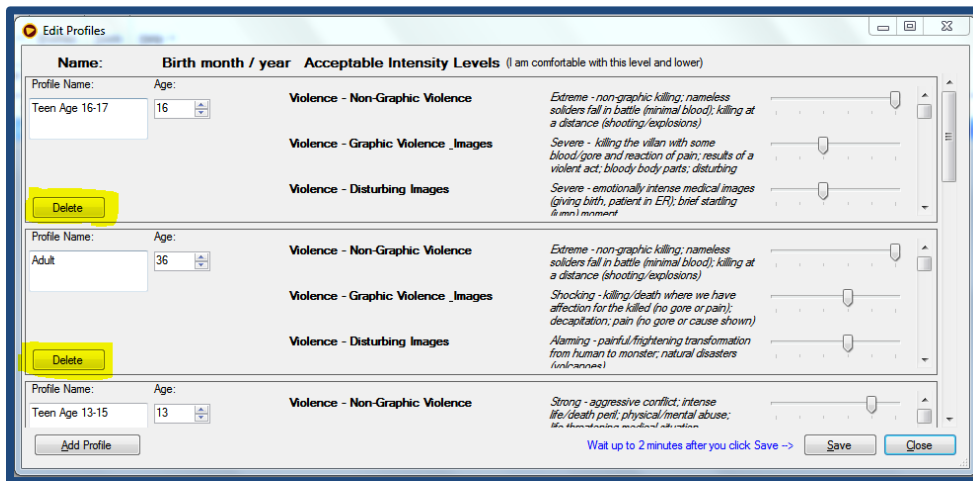 Edit Profiles
Name: Birth month / year Acceptable Intensity Levels (I am comfortable with this level and lower)
Profile Name: Age:
Teen Age 16-17 16
Violence - Non-Graphic Violence
Extreme - non-graphic killing; nameless
soliders fall in battle (minimal blood); killing at
a distance (shooting/explosions)
Violence - Graphic Violence _Images
Severe - killing the villan with some
blood/gore and reaction of pain; results of a
violent act; bloody body parts; disturbing
Violence - Disturbing Images
Severe - emotionally intense medical images
(giving birth, patient in ER); brief startling
(jump) moment
Delete
Profile Name: Age:
Adult 36
Violence - Non-Graphic Violence
Extreme - non-graphic killing; nameless
soliders fall in battle (minimal blood); killing at
a distance (shooting/explosions)
Violence - Graphic Violence _Images
Shocking - killing/death where we have
affection for the killed (no gore or pain);
decapitation; pain (no gore or cause shown)
Violence - Disturbing Images
Alarming - painful/frightening transformation
from human to monster; natural disasters
(volcanoes)
Delete
Profile Name: Age:
Teen Age 13-15 13
Violence - Non-Graphic Violence
Strong - aggressive conflict; intense
life/death peril; physical/mental abuse;
life threatening medical situation
Add Profile Wait up to 2 minutes after you click Save --> Save Close